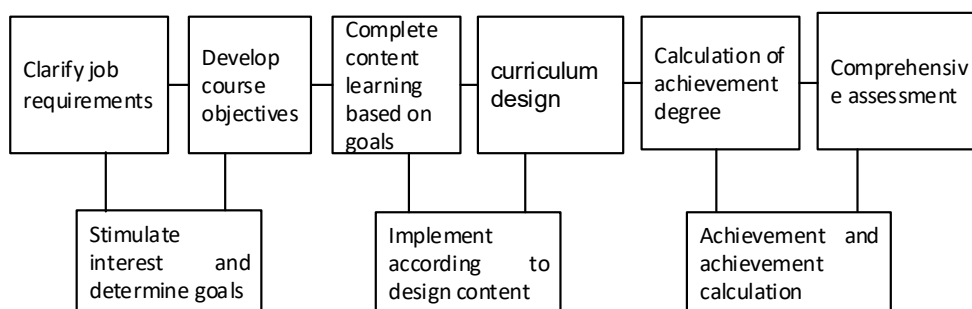 Clarify job
requirements
Develop
course
objectives
Complete
content
learning
based on
goals
curriculum
design
Calculation of
achievement
degree
Comprehensiv
e assessment
Stimulate
interest and
determine goals
Implement
according to
design content
Achievement and
achievement
calculation